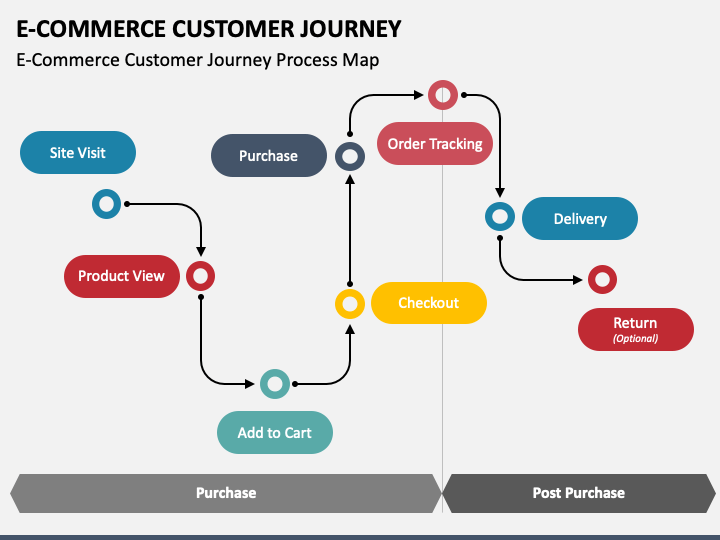 E-COMMERCE CUSTOMER JOURNEY
E-Commerce Customer Journey Process Map
Site Visit
Product View
Add to Cart
Checkout
Purchase
Order Tracking
Delivery
Return
(Optional)
Purchase
Post Purchase